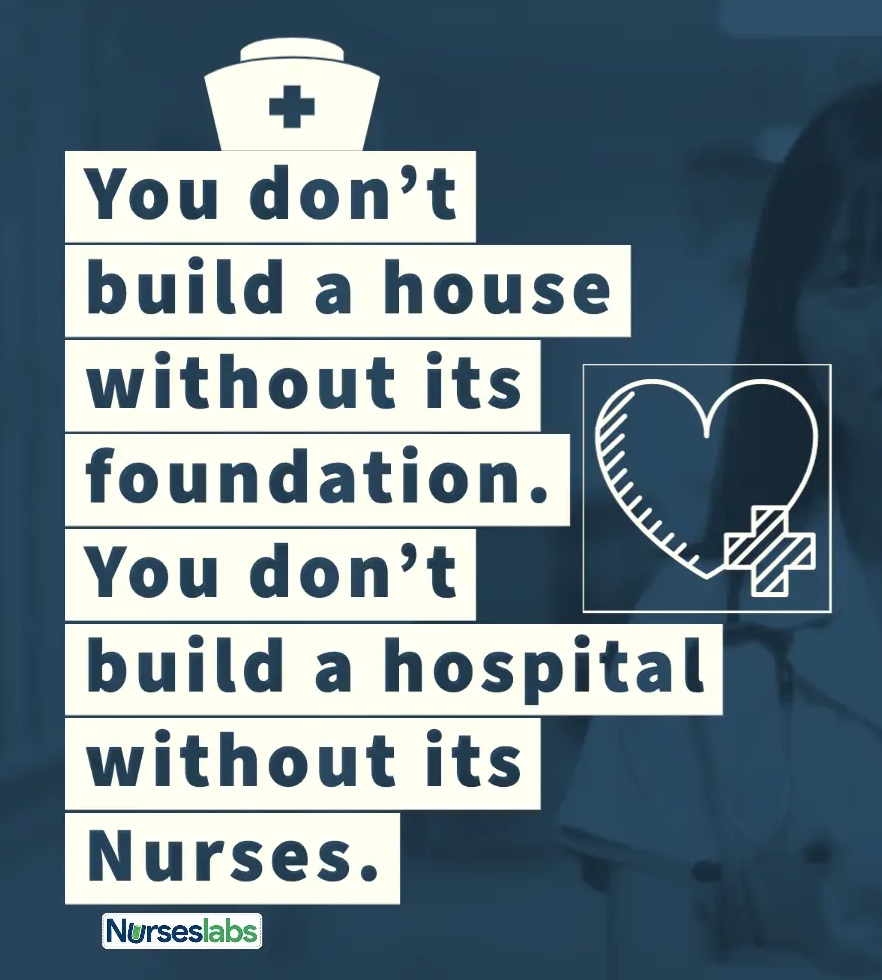 You don’t
build a house
without its
foundation.
You don’t
build a hospital
without its
Nurses.
Nurseslabs